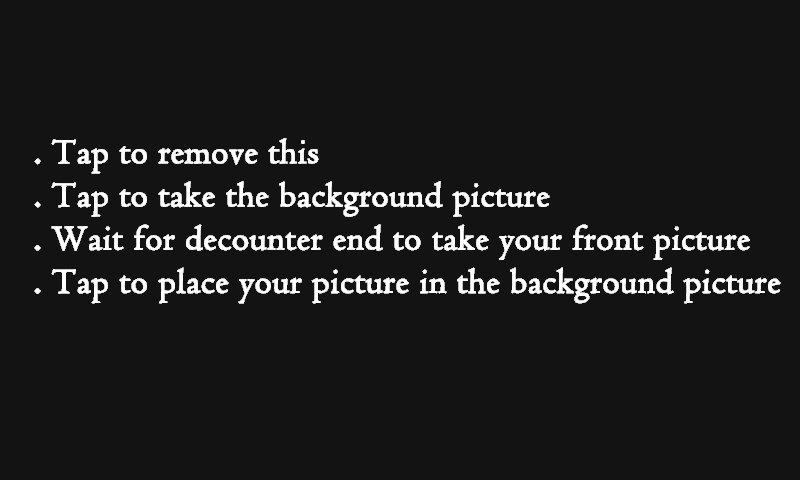 . Tap to remove this
. Tap to take the background picture
. Wait for decounter end to take your front picture
. Tap to place your picture in the background picture